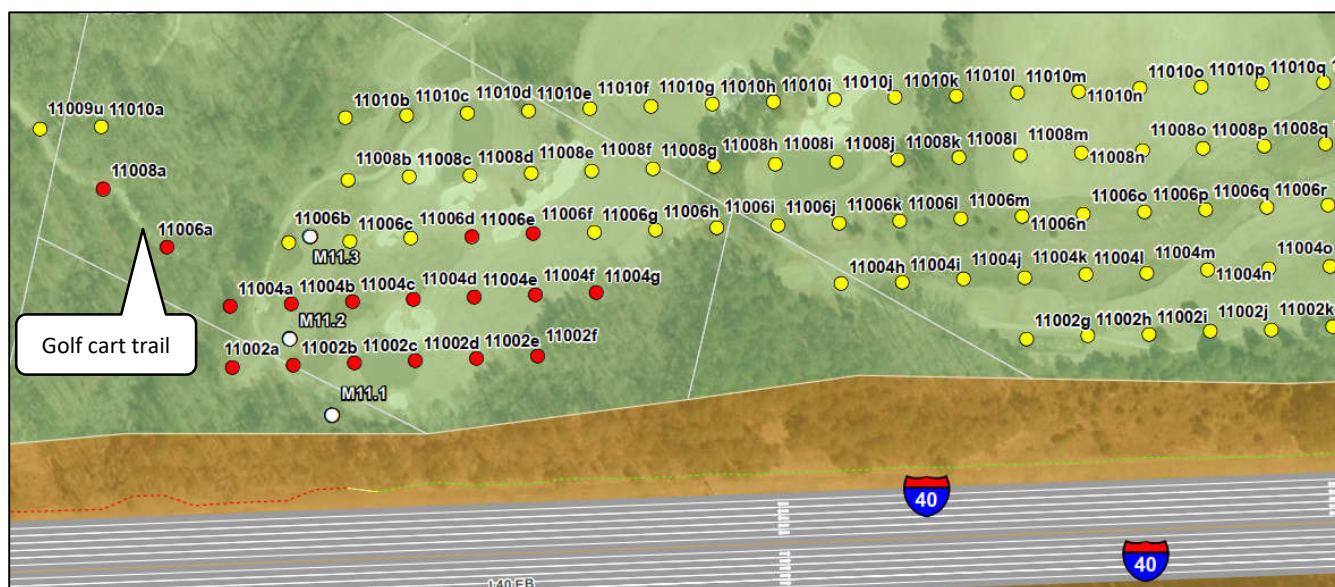 11010b 11010c 11010d 11010e 11010f 11010g 11010h 11010i 11010j 11010k 11010l 11010m 11010n 11010o 11010p 11010q
11009u 11010a
11008b 11008c 11008d 11008e 11008f 11008g 11008h 11008i 11008j 11008k 11008l 11008m 11008n 11008o 11008p 11008q
11008a
11006b 11006c 11006d 11006e 11006f 11006g 11006h 11006i 11006j 11006k 11006l 11006m 11006n 11006o 11006p 11006q 11006r
11006a
M11.3
11004a 11004b 11004c 11004d 11004e 11004f 11004g 11004h 11004i 11004j 11004k 11004l 11004m 11004n 11004o
M11.2
Golf cart trail
11002a 11002b 11002c 11002d 11002e 11002f 11002g 11002h 11002i 11002j 11002k
M11.1
40
40
I 40 EB